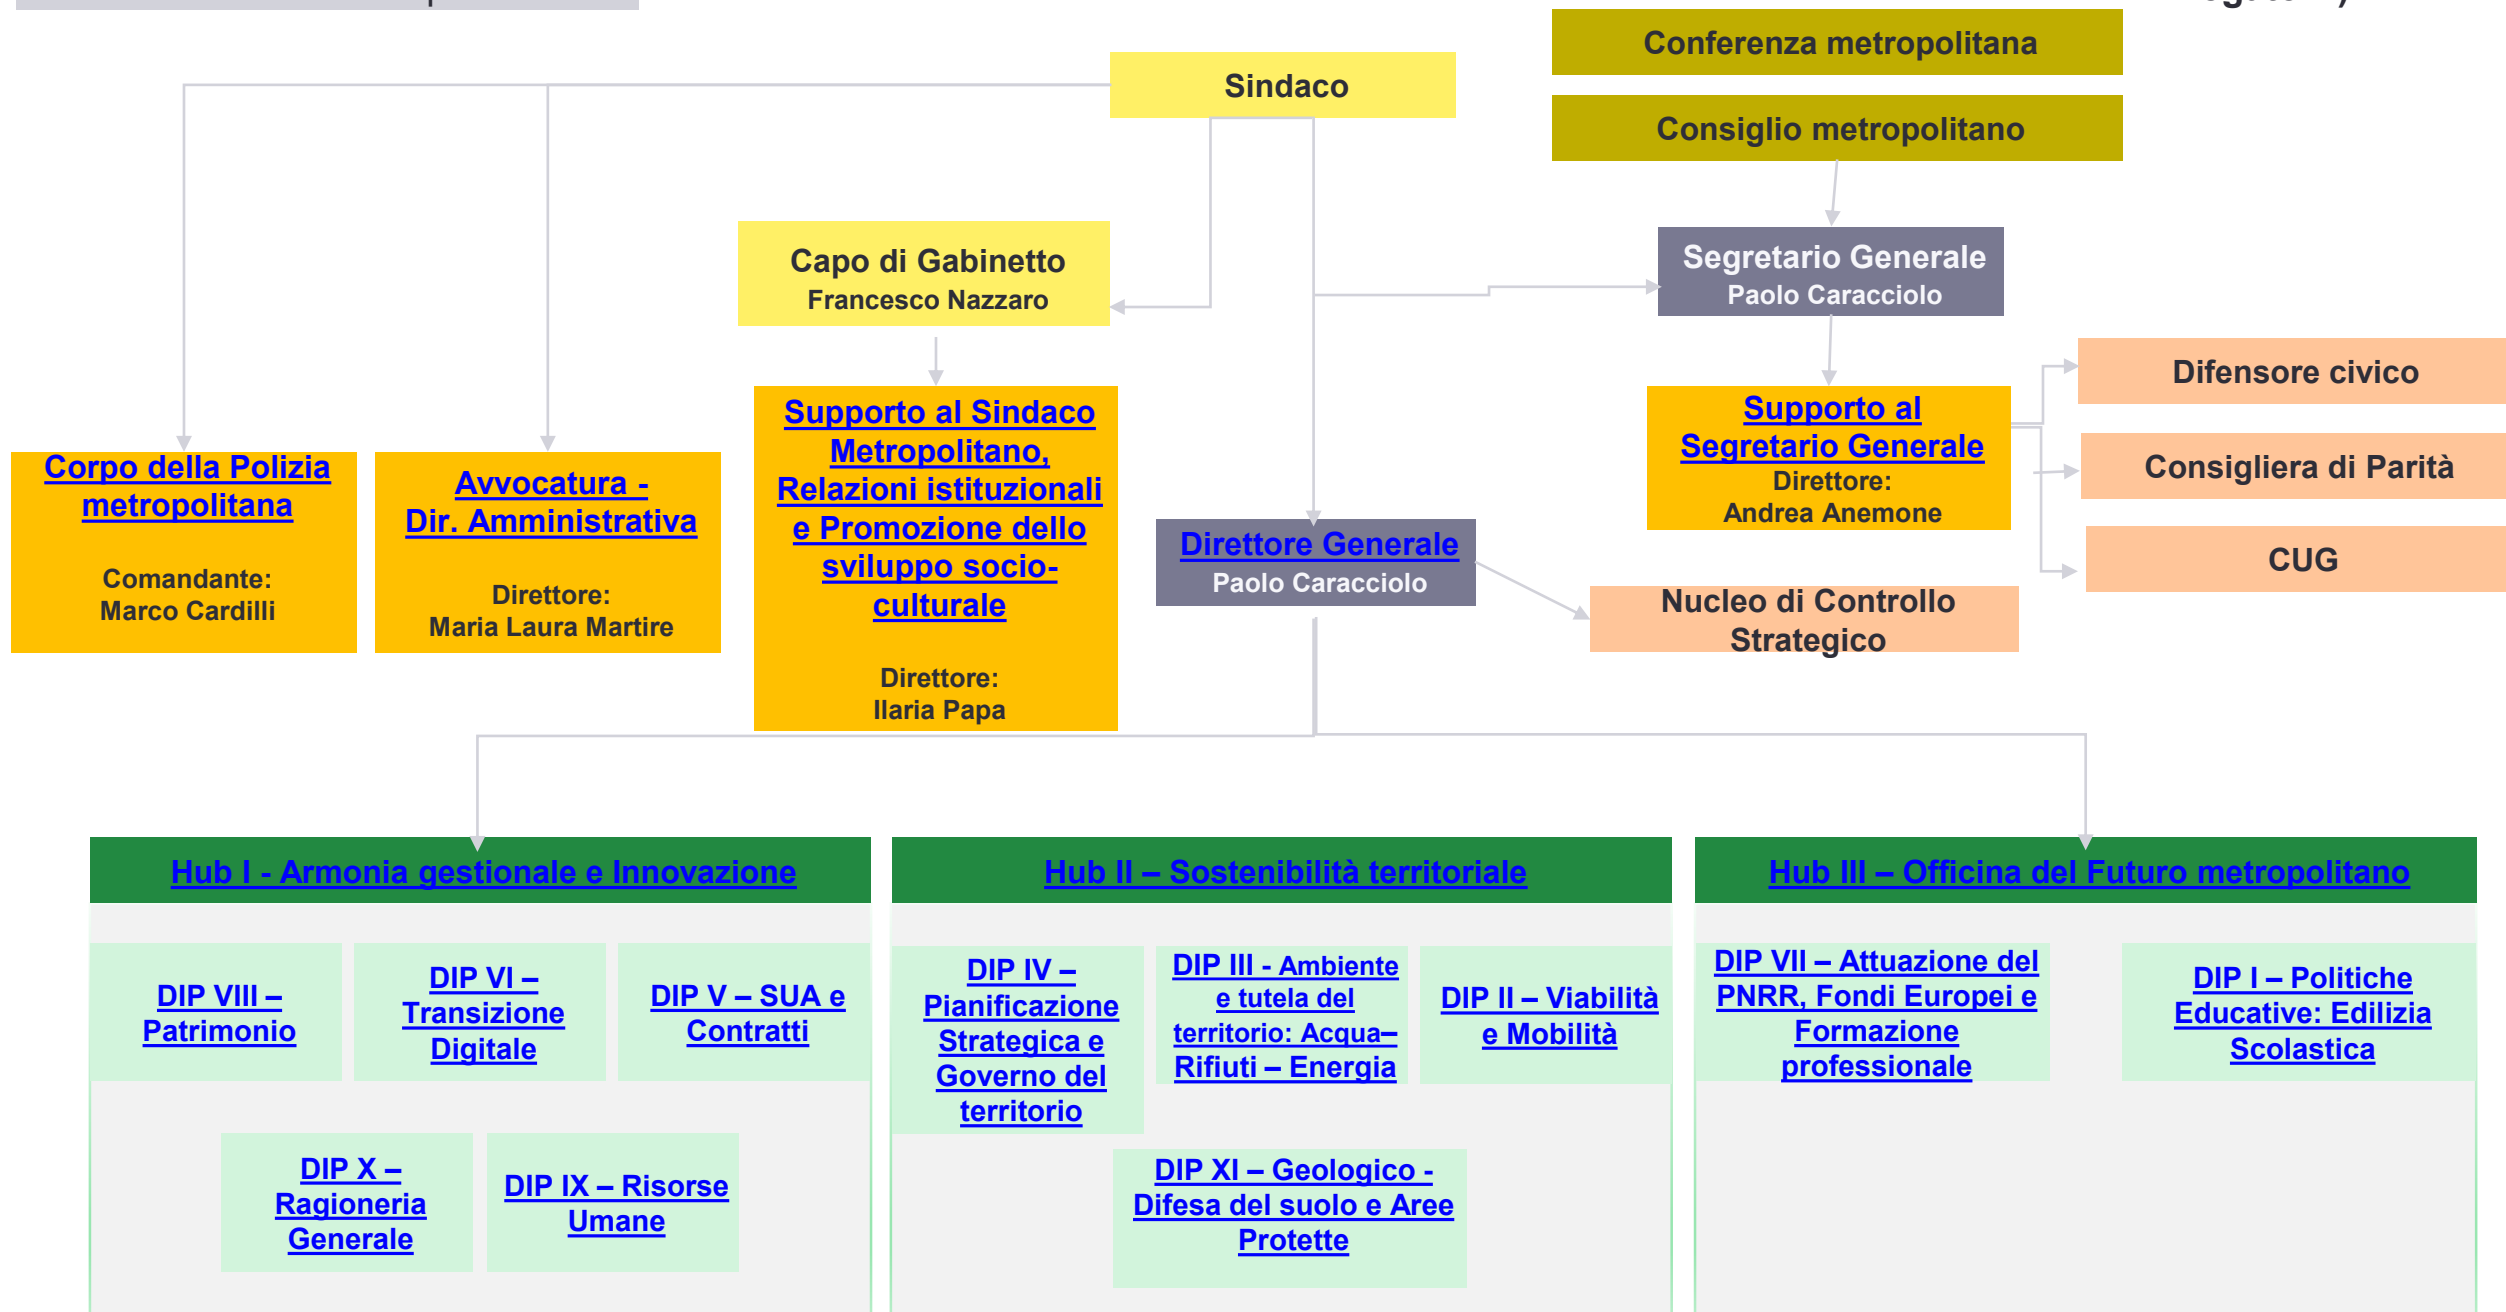 Conferenza metropolitana
Sindaco
Consiglio metropolitano
Capo di Gabinetto
Francesco Nazzaro
Segretario Generale
Paolo Caracciolo
Corpo della Polizia
metropolitana
Comandante:
Marco Cardilli
Avvocatura -
Dir. Amministrativa
Direttore:
Maria Laura Martire
Supporto al Sindaco
Metropolitano,
Relazioni istituzionali
e Promozione dello
sviluppo socio-
culturale
Direttore:
Ilaria Papa
Direttore Generale
Paolo Caracciolo
Supporto al
Segretario Generale
Direttore:
Andrea Anemone
Difensore civico
Consigliera di Parità
CUG
Nucleo di Controllo
Strategico
Hub I - Armonia gestionale e Innovazione
DIP VIII –
Patrimonio
DIP VI –
Transizione
Digitale
DIP V – SUA e
Contratti
DIP X –
Ragioneria
Generale
DIP IX – Risorse
Umane
Hub II – Sostenibilità territoriale
DIP IV –
Pianificazione
Strategica e
Governo del
territorio
DIP III - Ambiente
e tutela del
territorio: Acqua–
Rifiuti – Energia
DIP II – Viabilità
e Mobilità
DIP XI – Geologico -
Difesa del suolo e Aree
Protette
Hub III – Officina del Futuro metropolitano
DIP VII – Attuazione del
PNRR, Fondi Europei e
Formazione
professionale
DIP I – Politiche
Educative: Edilizia
Scolastica